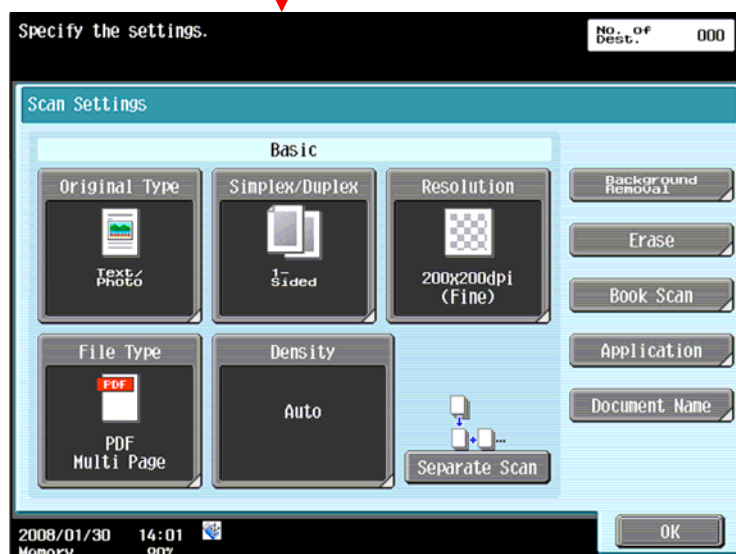 Specify the settings.
No. of
Dest.
000
Scan Settings
Basic
Original Type
Simplex/Duplex
Resolution
Background
Removal
Text/
Photo
1-
Sided
200x200dpi
(Fine)
Erase
Book Scan
File Type
Density
Application
PDF
Auto
Document Name
PDF
Multi Page
Separate Scan
2008/01/30 14:01
OK
Memory 90%